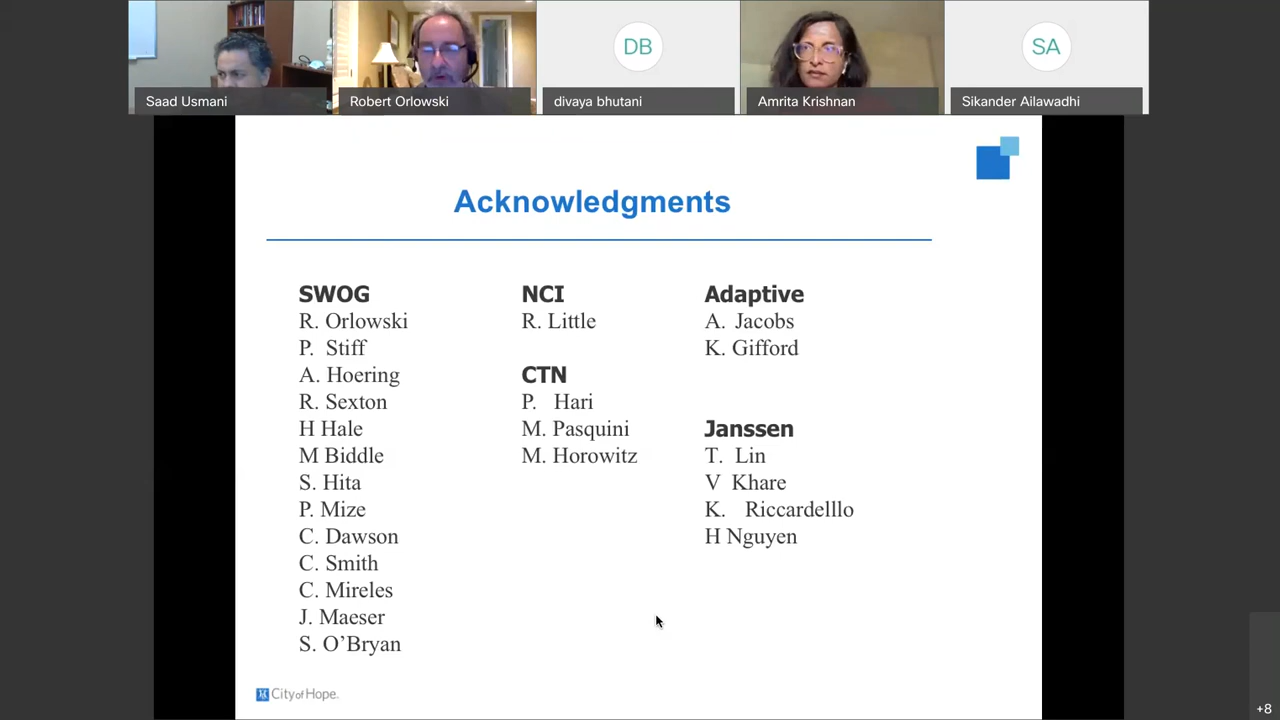 DB
SA
Saad Usmani
Robert Orlowski
divaya bhutani
Amrita Krishnan
Sikander Ailawadhi
Acknowledgments
SWOG
R. Orlowski
P. Stiff
A. Hoering
R. Sexton
H Hale
M Biddle
S. Hita
P. Mize
C. Dawson
C. Smith
C. Mireles
J. Maeser
S. O’Bryan
NCI
R. Little
CTN
P. Hari
M. Pasquini
M. Horowitz
Adaptive
A. Jacobs
K. Gifford
Janssen
T. Lin
V Khare
K. Riccardelllo
H Nguyen
City of Hope.
+8